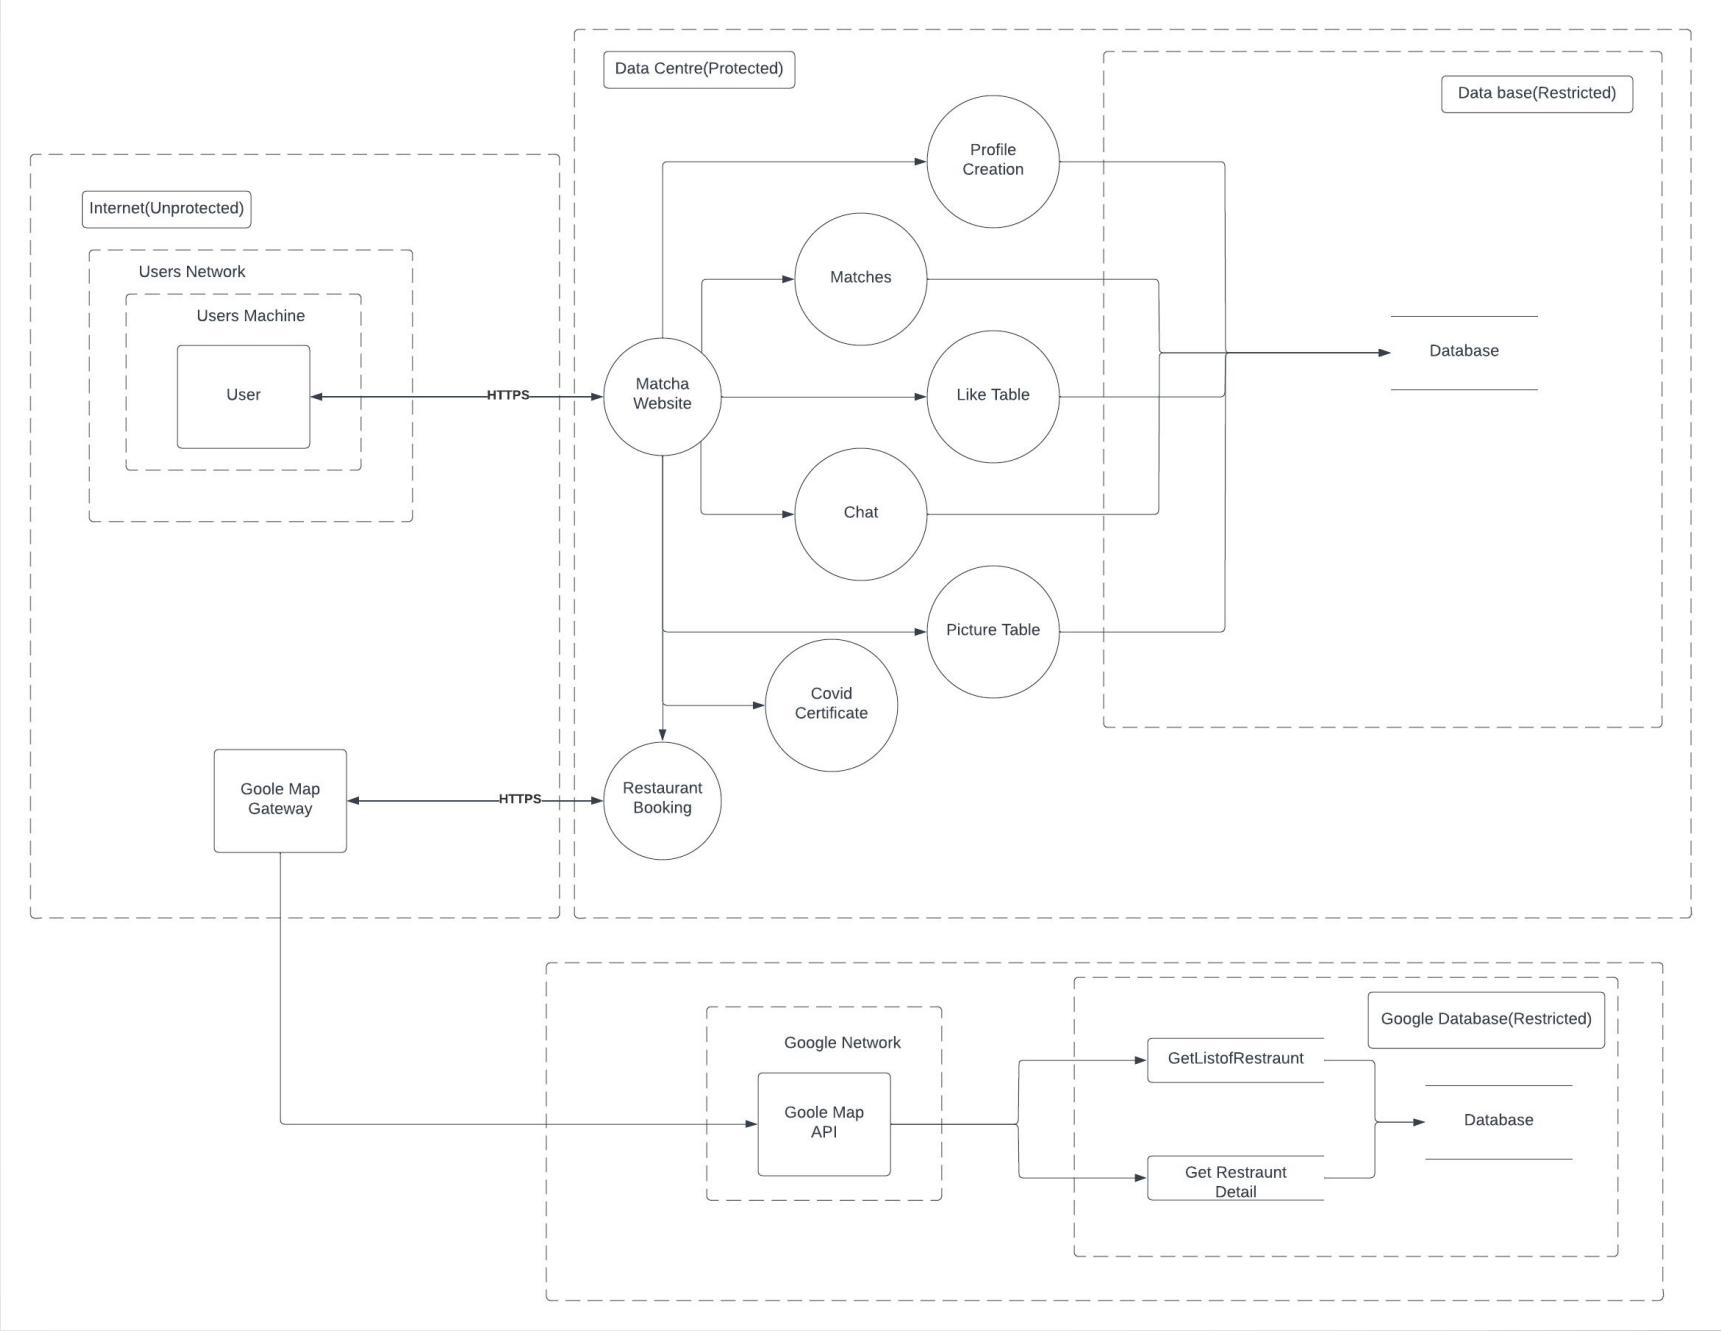 Data Centre(Protected)
Data base(Restricted)
Profile
Creation
Internet(Unprotected)
Users Network
Matches
Users Machine
Database
User
HTTPS
Matcha
Website
Like Table
Chat
Picture Table
Covid
Certificate
Goole Map
Gateway
HTTPS
Restaurant
Booking
Google Database(Restricted)
Google Network
GetListofRestraunt
Goole Map
API
Database
Get Restraunt
Detail